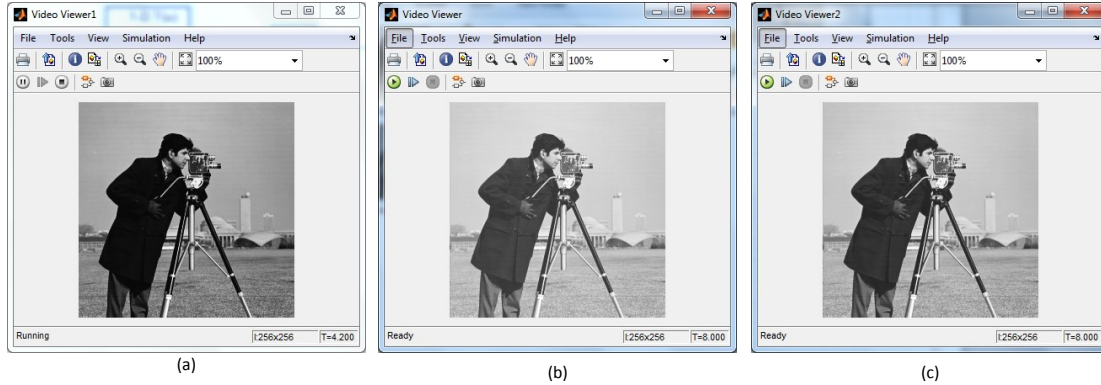 Video Viewer1
File Tools View Simulation Help
100%
Running
I:256x256 T=4.200
(a)
Video Viewer
File Tools View Simulation Help
100%
Ready
I:256x256 T=8.000
(b)
Video Viewer2
File Tools View Simulation Help
100%
Ready
I:256x256 T=8.000
(c)